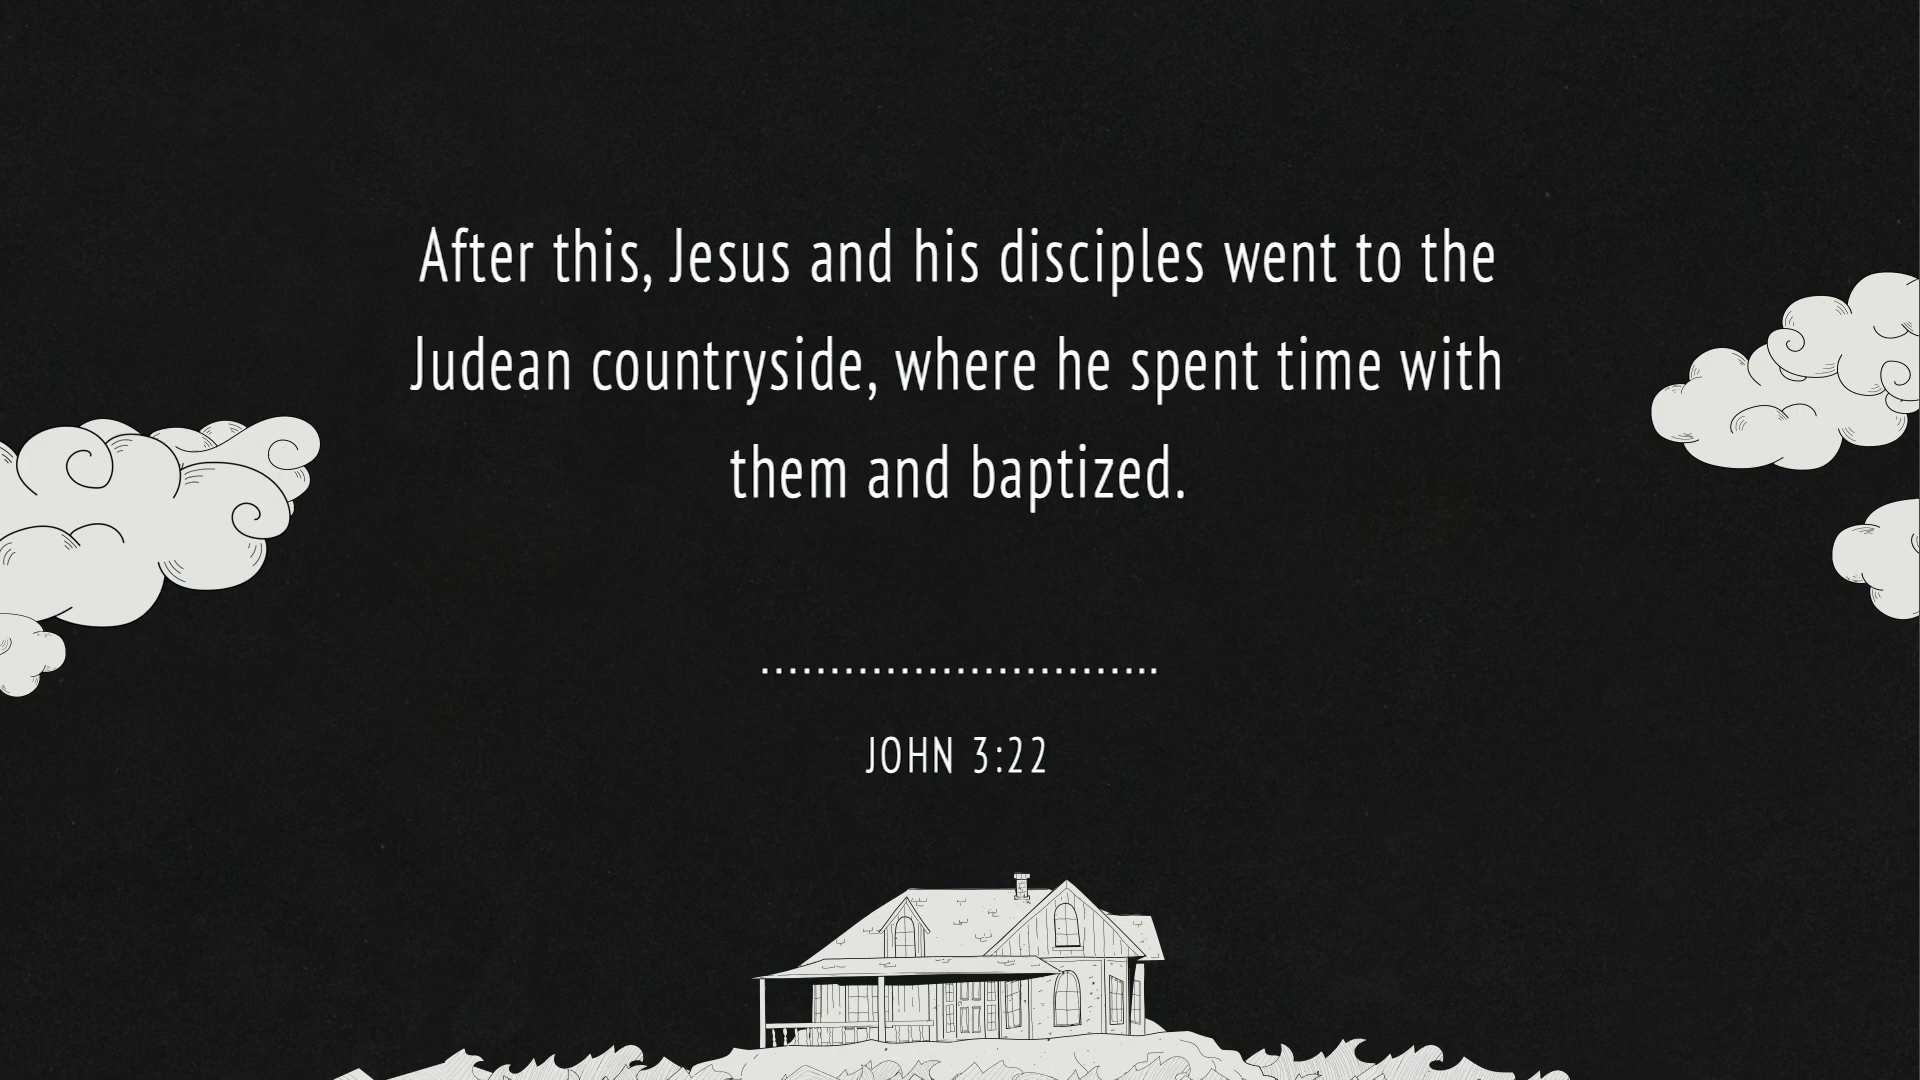 After this, Jesus and his disciples went to the
Judean countryside, where he spent time with
them and baptized.
JOHN 3:22